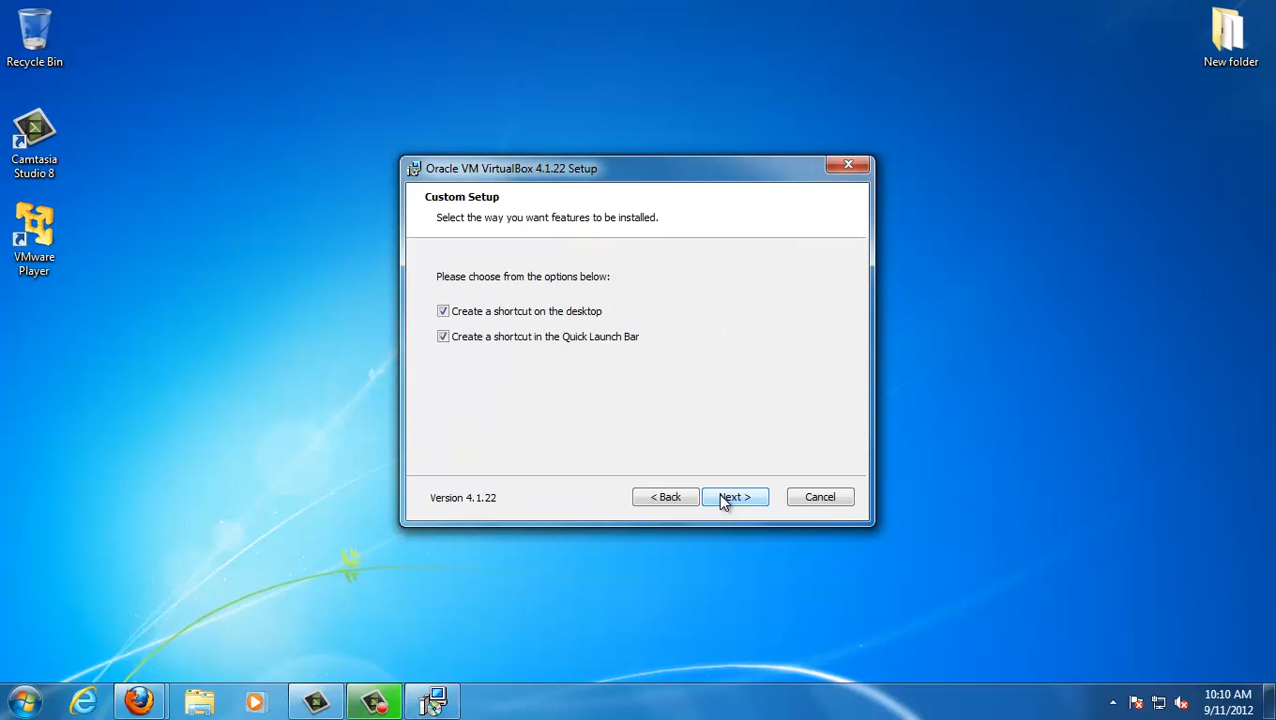 Recycle Bin
New folder
Camtasia
Studio 8
VMware
Player
Oracle VM VirtualBox 4.1.22 Setup
Custom Setup
Select the way you want features to be installed.
Please choose from the options below:
Create a shortcut on the desktop
Create a shortcut in the Quick Launch Bar
Version 4.1.22
< Back
Next >
Cancel
10:10 AM
9/11/2012